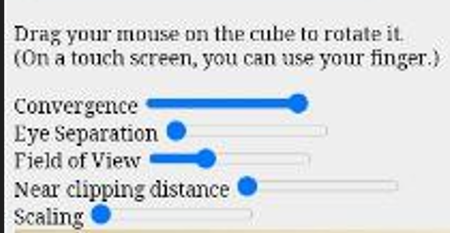 Drag your mouse on the cube to rotate it.
(On a touch screen, you can use your finger.)
Convergence
Eye Separation
Field of View
Near clipping distance
Scaling